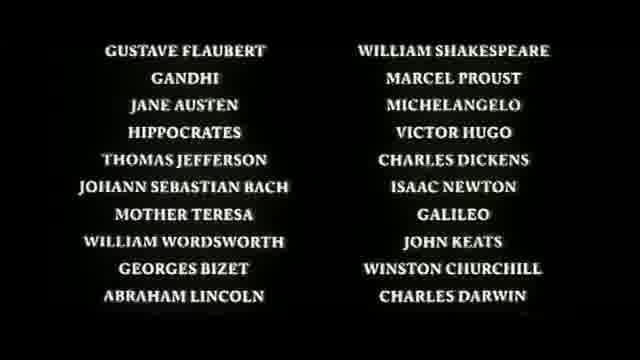 GUSTAVE FLAUBERT
GANDHI
JANE AUSTEN
HIPPOCRATES
THOMAS JEFFERSON
JOHANN SEBASTIAN BACH
MOTHER TERESA
WILLIAM WORDSWORTH
GEORGES BIZET
ABRAHAM LINCOLN
WILLIAM SHAKESPEARE
MARCEL PROUST
MICHELANGELO
VICTOR HUGO
CHARLES DICKENS
ISAAC NEWTON
GALILEO
JOHN KEATS
WINSTON CHURCHILL
CHARLES DARWIN